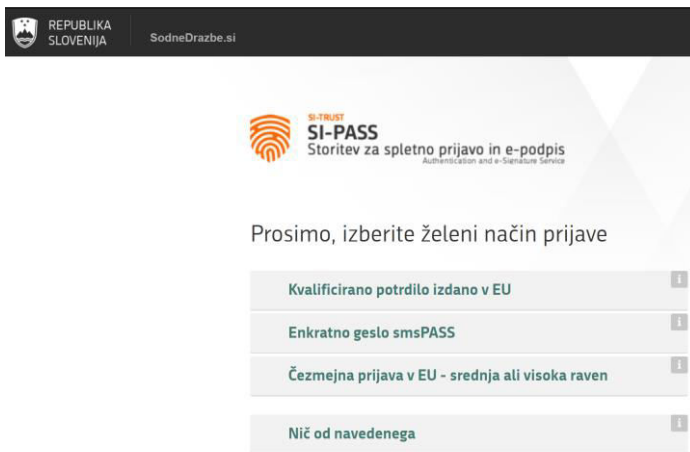 REPUBLIKA
SLOVENIJA
SodneDrazbe.si
SI-TRUST
SI-PASS
Storitev za spletno prijavo in e-podpis
Authentication and e-Signature Service
Prosimo, izberite želeni način prijave
Kvalificirano potrdilo izdano v EU
i
Enkratno geslo smsPASS
i
Čezmejna prijava v EU - srednja ali visoka raven
i
Nič od navedenega
i